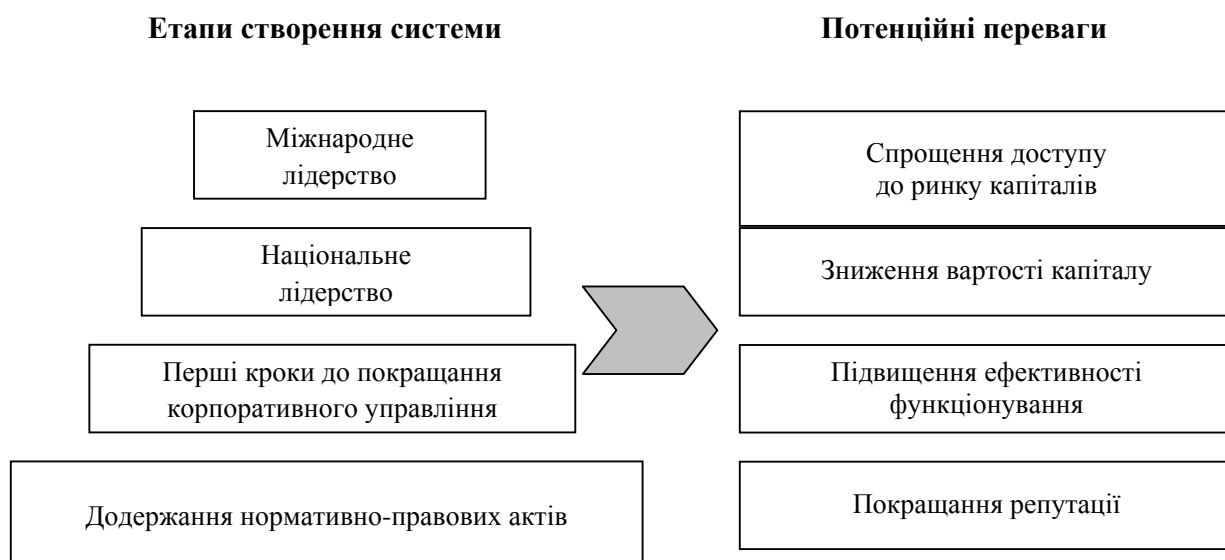 Етапи створення системи
Потенційні переваги
Міжнародне
лідерство
Національне
лідерство
Перші кроки до покращання
корпоративного управління
Додержання нормативно-правових актів
Спрощення доступу
до ринку капіталів
Зниження вартості капіталу
Підвищення ефективності
функціонування
Покращання репутації